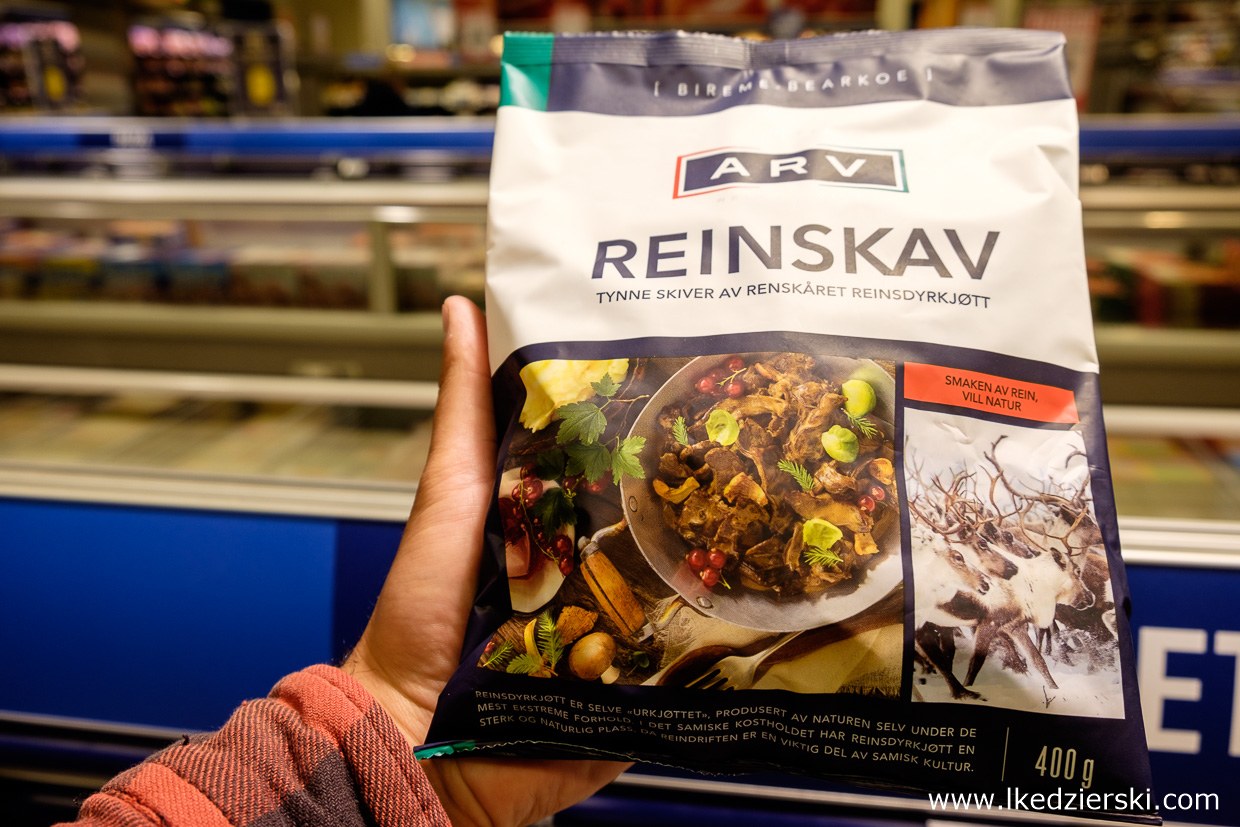 [ BIREME-BEARKOE ]
ARV
REINSKAV
TYNNE SKIVER AV RENSKÅRET REINSDYRKJØTT
SMAKEN AV REIN,
VILL NATUR
REINSDYRKJØTT ER SELVE «URKJØTTET», PRODUSERT AV NATUREN SELV UNDER DE
MEST EKSTREME FORHOLD. I DET SAMISKE KOSTHOLDET HAR REINSDYRKJØTT EN
STERK OG NATURLIG PLASS, DA REINDRIFTEN ER EN VIKTIG DEL AV SAMISK KULTUR.
400 g
ET
www.lkedzierski.com